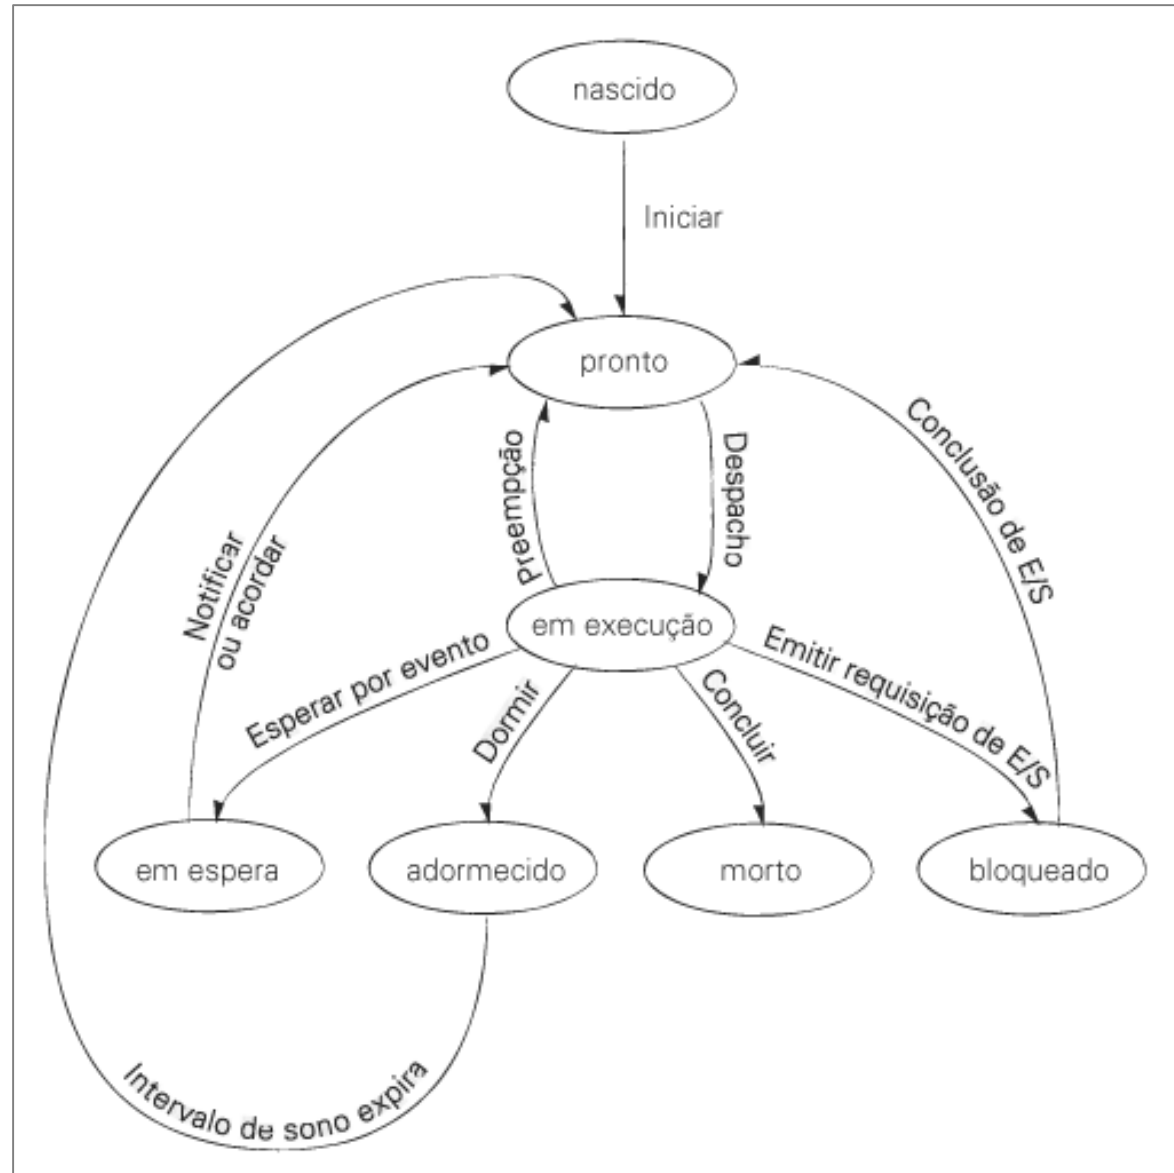 nascido
Iniciar
pronto
Preempção
Despacho
Conclusão de E/S
Notificar
ou acordar
em execução
Esperar por evento
Dormir
Concluir
Emitir requisição de E/S
em espera
adormecido
morto
bloqueado
Intervalo de sono expira